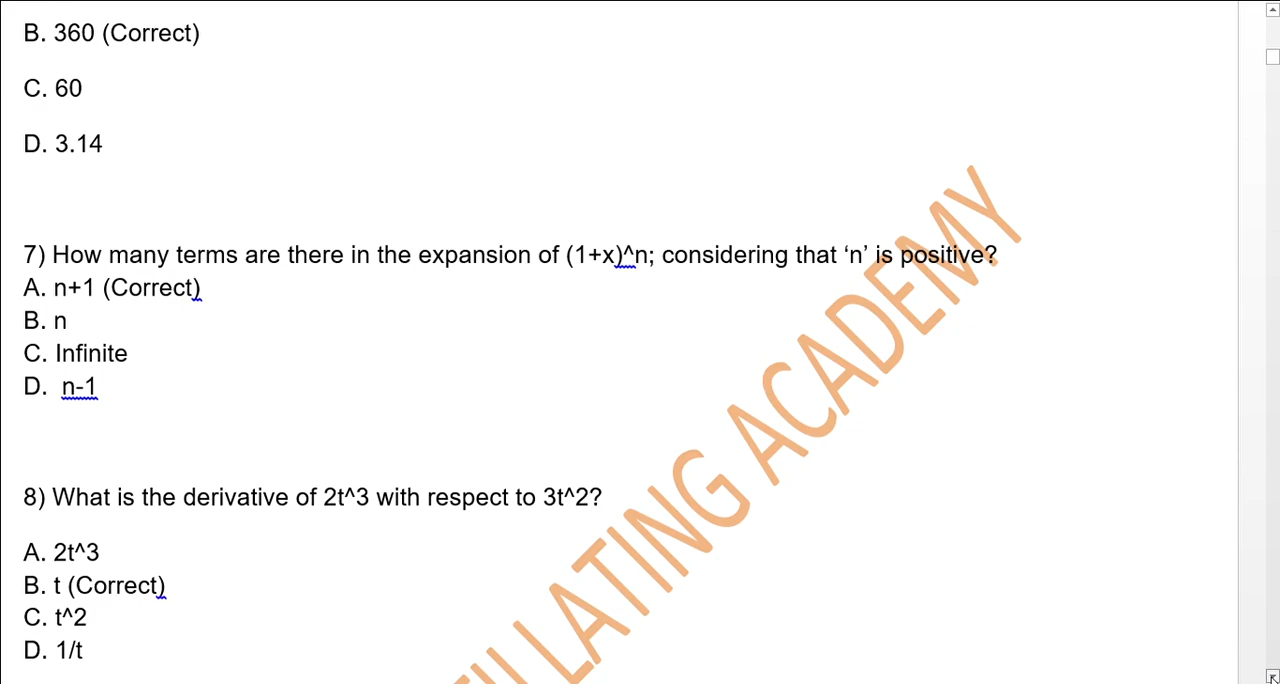 B. 360 (Correct)
C. 60
D. 3.14
7) How many terms are there in the expansion of (1+x)^n; considering that ‘n’ is positive?
A. n+1 (Correct)
B. n
C. Infinite
D. n-1
8) What is the derivative of 2t^3 with respect to 3t^2?
A. 2t^3
B. t (Correct)
C. t^2
D. 1/t
ACADEMY